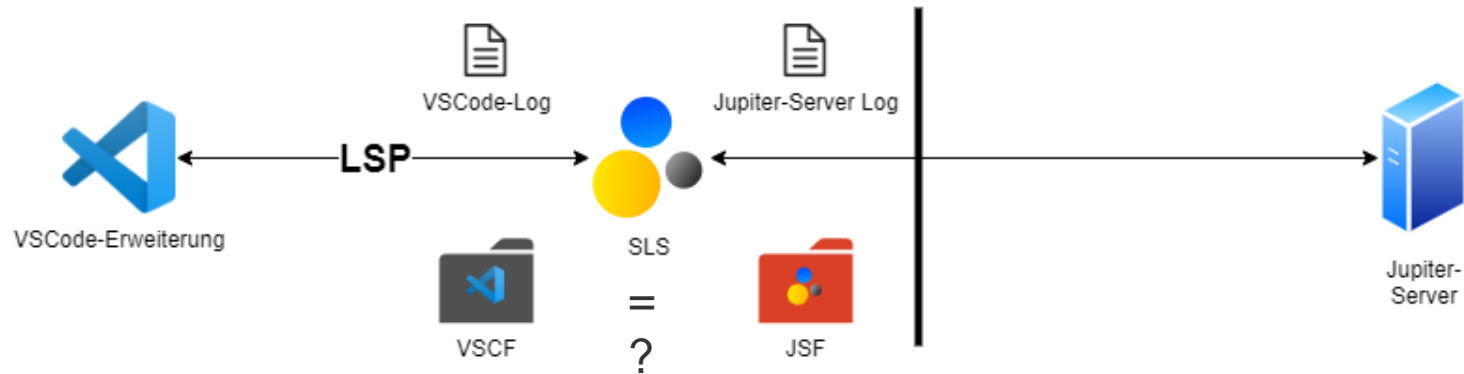 VSCode-Log
Jupiter-Server Log
LSP
VSCode-Erweiterung
SLS
=
?
VSCF
JSF
Jupiter-
Server